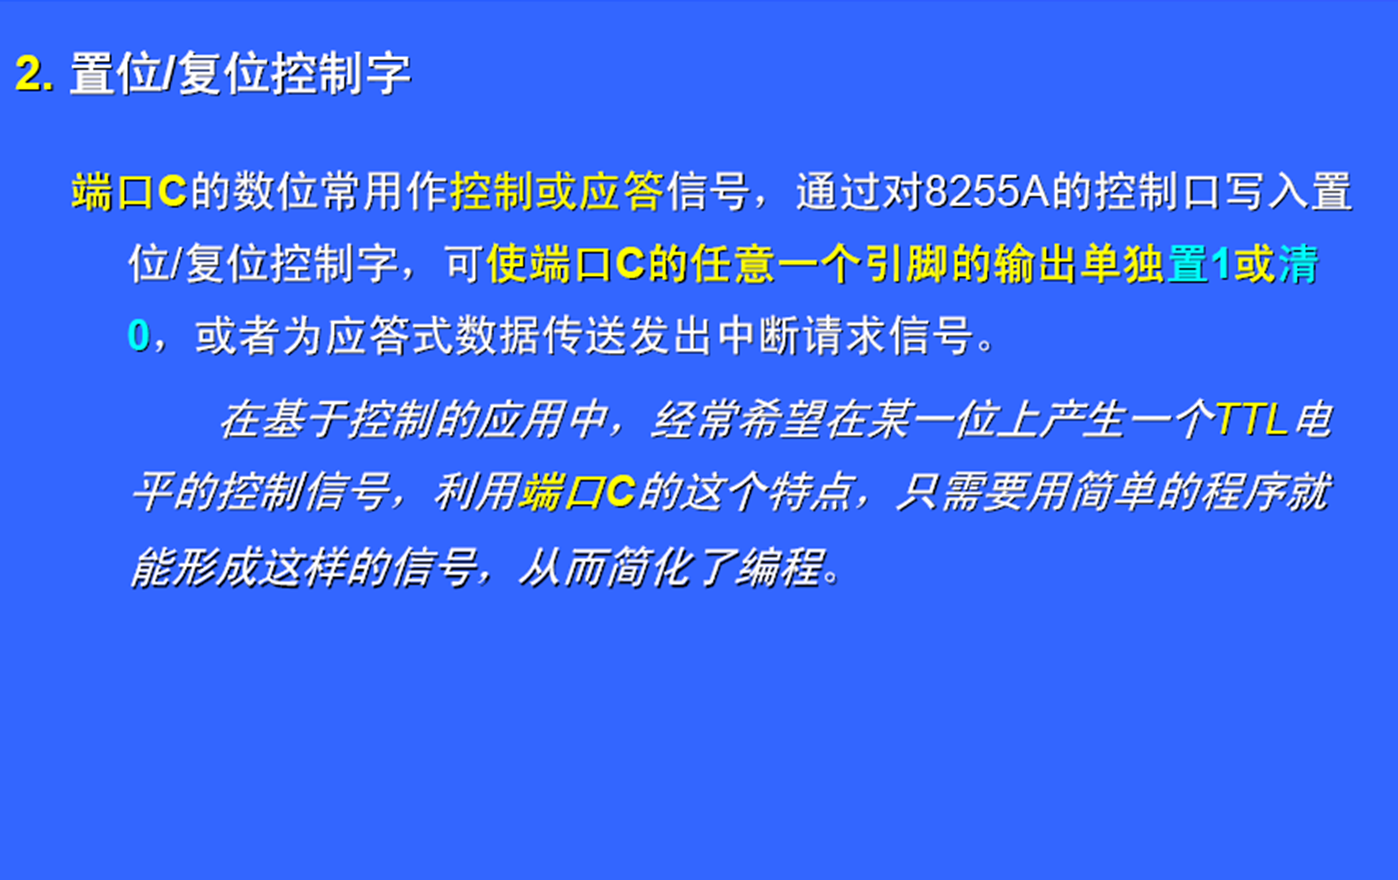 2. 置位/复位控制字
端口C的数位常用作控制或应答信号，通过对8255A的控制口写入置
位/复位控制字，可使端口C的任意一个引脚的输出单独置1或清
0，或者为应答式数据传送发出中断请求信号。
在基于控制的应用中，经常希望在某一位上产生一个TTL电
平的控制信号，利用端口C的这个特点，只需要用简单的程序就
能形成这样的信号，从而简化了编程。